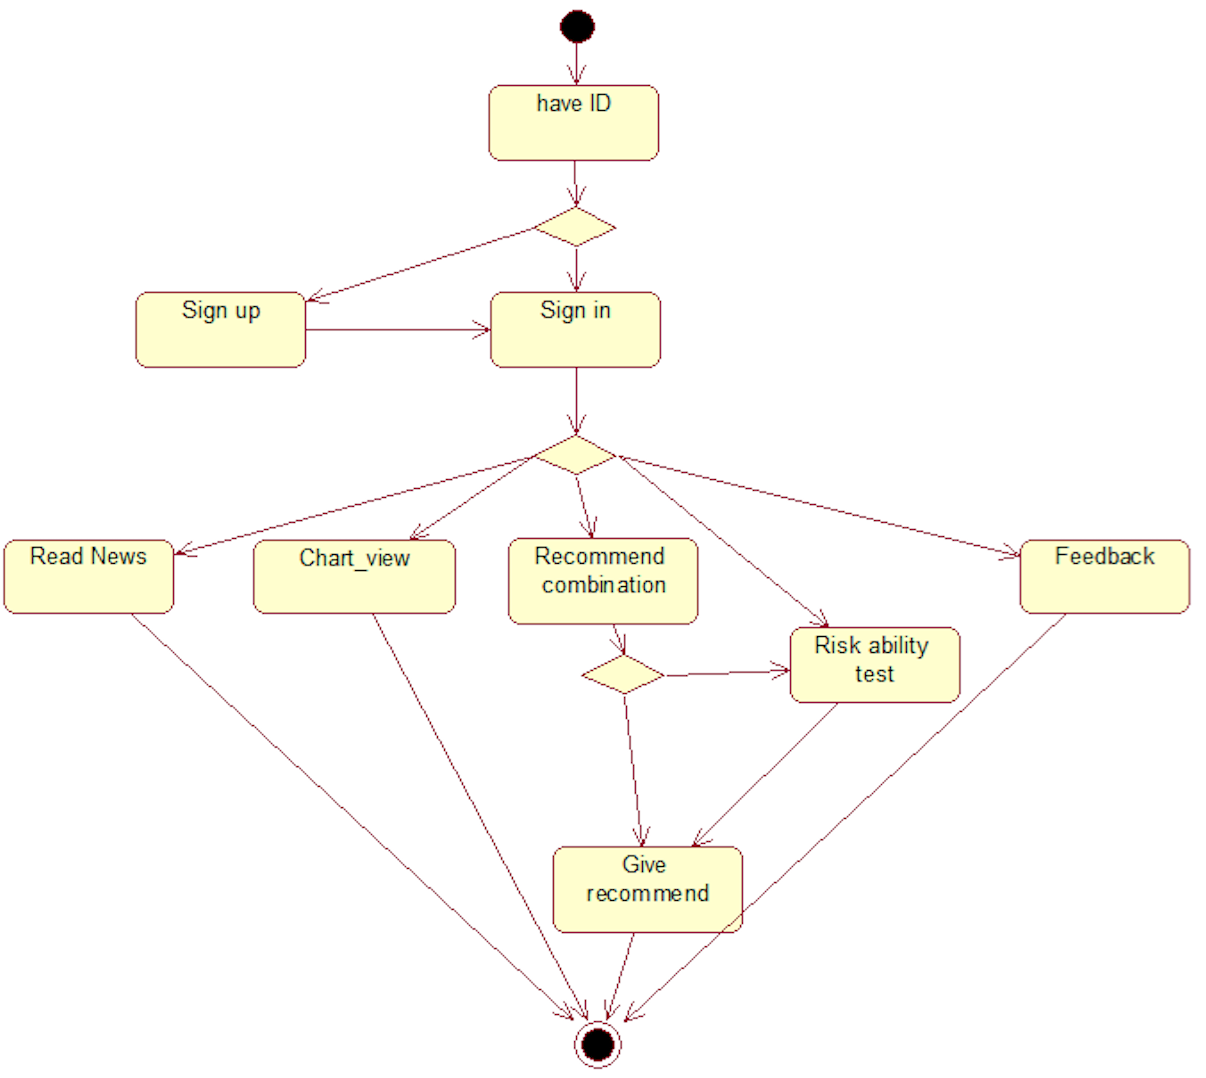 have ID
Sign up
Sign in
Read News
Chart_view
Recommend
combination
Feedback
Risk ability
test
Give
recommend